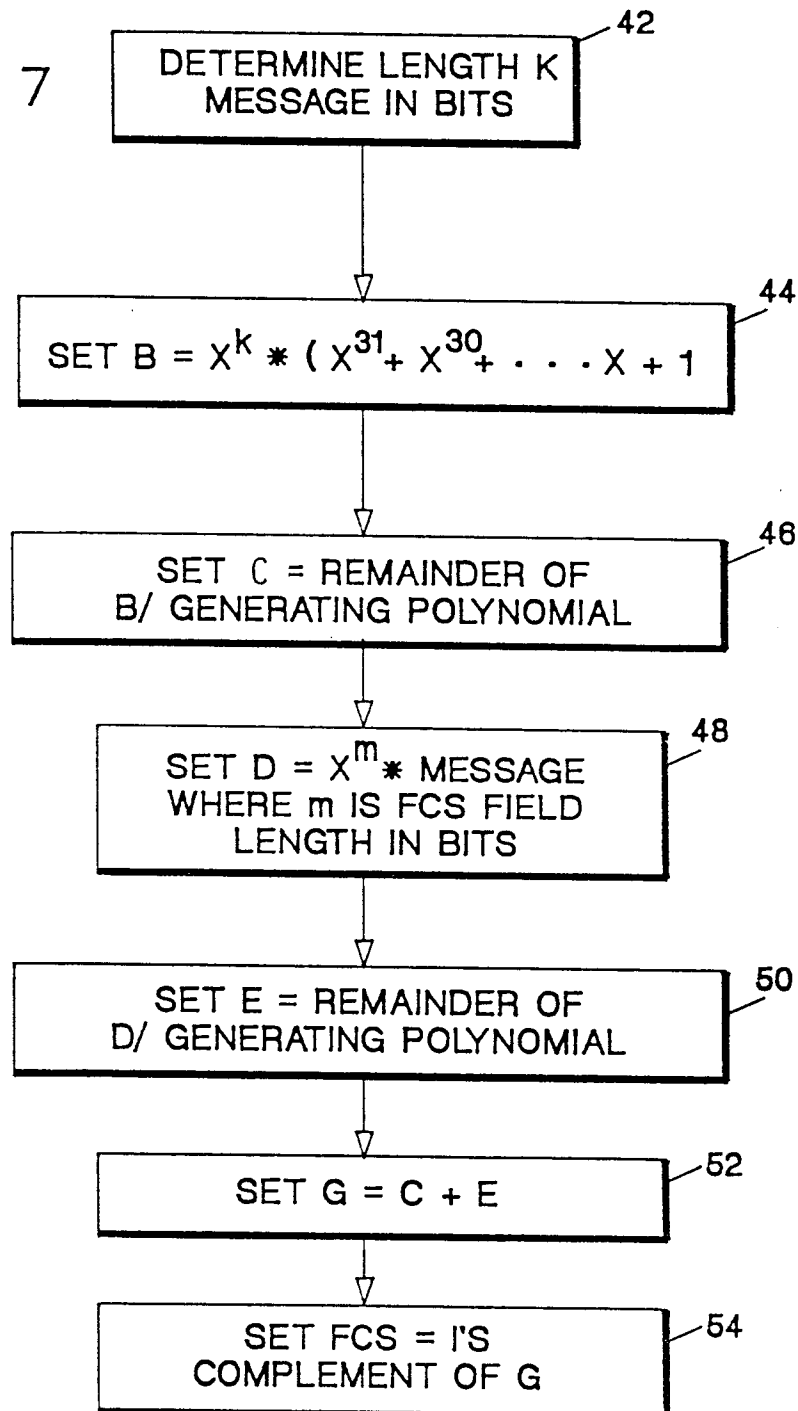 7
42
DETERMINE LENGTH K
MESSAGE IN BITS
44
SET B = X^k * ( X^31 + X^30 + · · · X + 1
46
SET C = REMAINDER OF
B/ GENERATING POLYNOMIAL
48
SET D = X^m * MESSAGE
WHERE m IS FCS FIELD
LENGTH IN BITS
50
SET E = REMAINDER OF
D/ GENERATING POLYNOMIAL
52
SET G = C + E
54
SET FCS = I'S
COMPLEMENT OF G